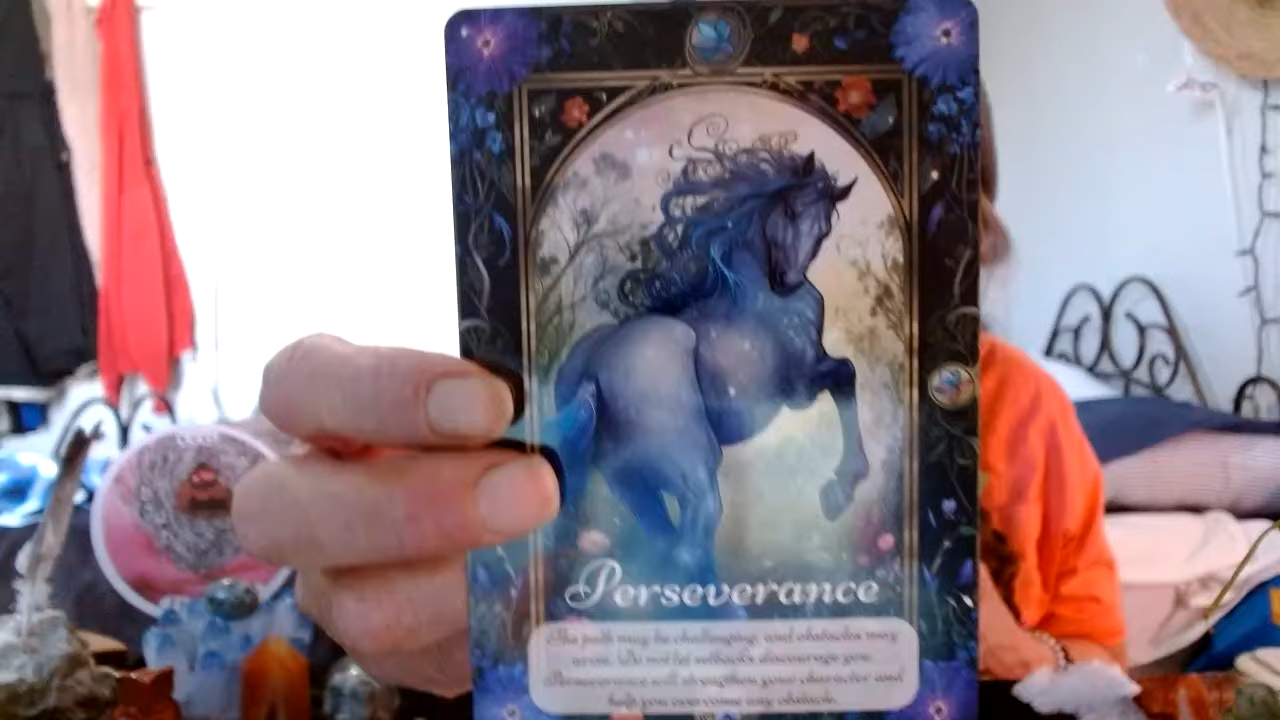 Perseverance
The path may be challenging, and obstacles may
arise. Do not let setbacks discourage you.
Perseverance will strengthen your character and
help you overcome any obstacle.